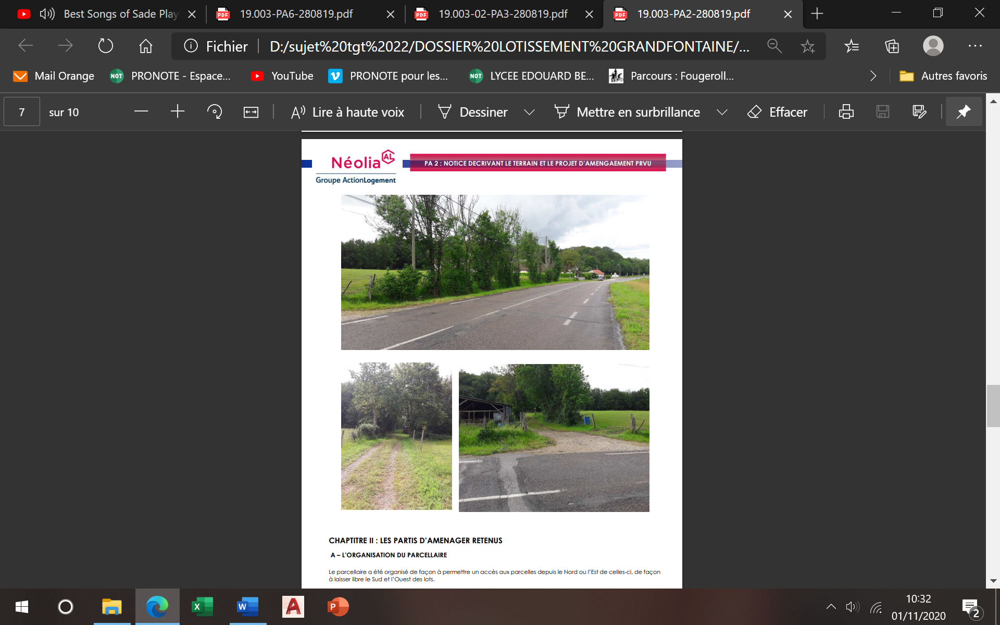 Best Songs of Sade Play
19.003-PA6-280819.pdf
19.003-02-PA3-280819.pdf
19.003-PA2-280819.pdf
Fichier
D:/sujet%20tgt%2022/DOSSIER%20LOTISSEMENT%20GRANDFONTAINE/...
Mail Orange
NOT
PRONOTE - Espace...
YouTube
PRONOTE pour les...
NOT
LYCEE EDOUARD BE...
Parcours : Fougeroll...
Autres favoris
7
sur 10
Lire à haute voix
Dessiner
Mettre en surbrillance
Effacer
Néolia AL
Groupe ActionLogement
PA 2 : NOTICE DECRIVANT LE TERRAIN ET LE PROJET D'AMENGAEMENT PRVU
CHAPTITRE II : LES PARTIS D'AMENAGER RETENUS
A – L'ORGANISATION DU PARCELLAIRE
Le parcellaire a été organisé de façon à permettre un accès aux parcelles depuis le Nord ou l'Est de celles-ci, de façon
à laisser libre le Sud et l'Ouest des lots.
10:32
01/11/2020
2